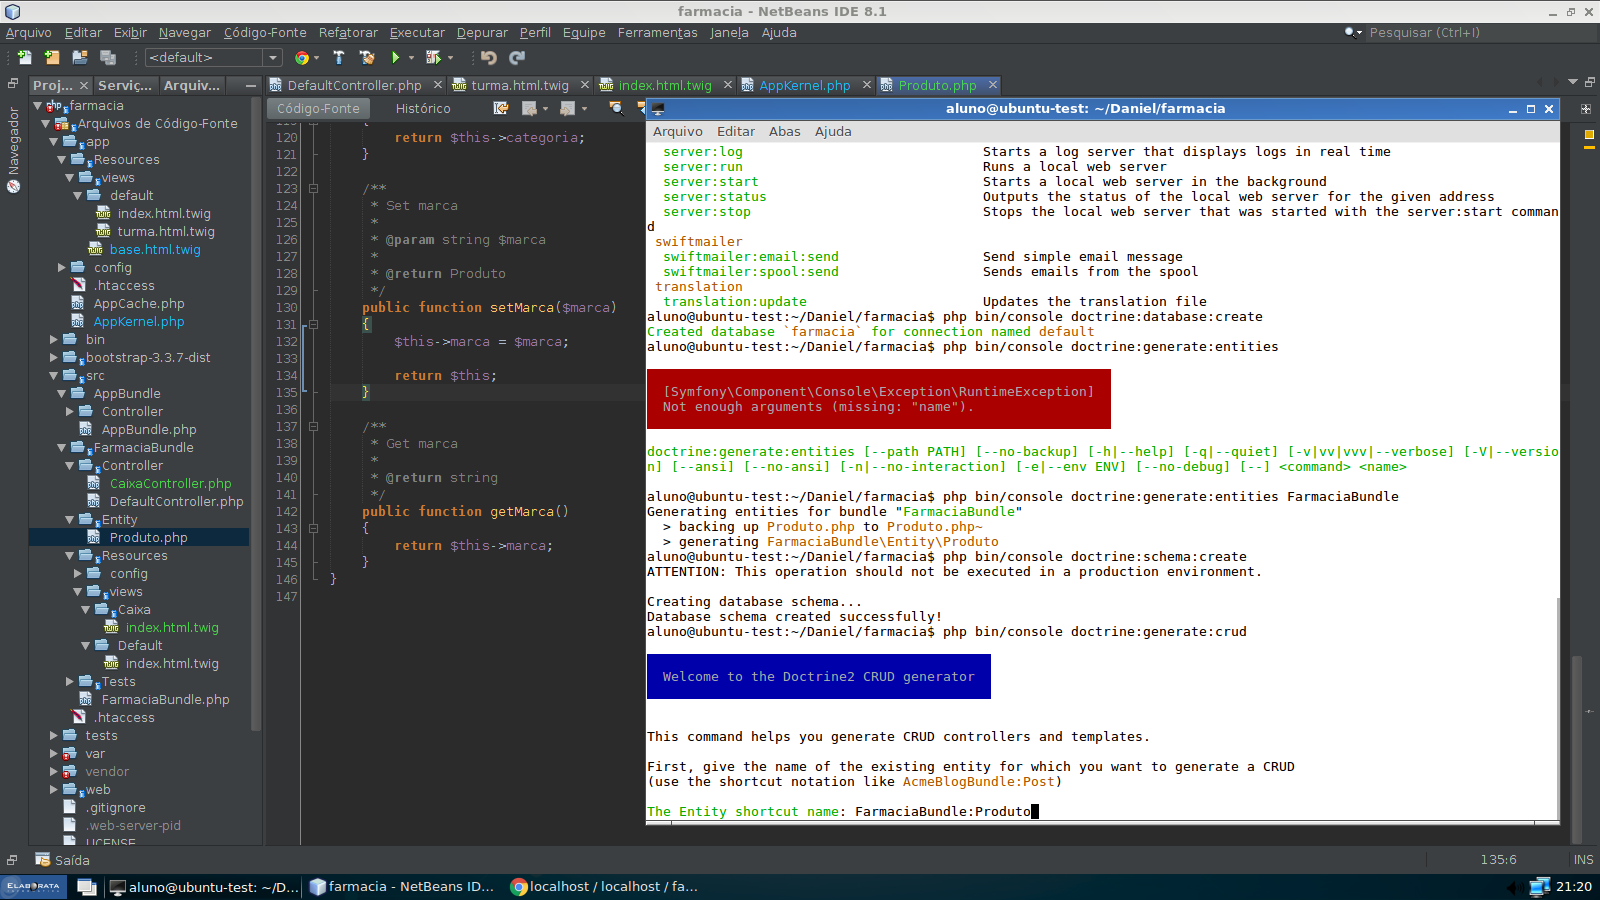 farmacia - NetBeans IDE 8.1
Arquivo Editar Exibir Navegar Código-Fonte Refatorar Executar Depurar Perfil Equipe Ferramentas Janela Ajuda
Pesquisar (Ctrl+I)
<default>
Proj... Serviç... Arquiv...
DefaultController.php turma.html.twig index.html.twig AppKernel.php Produto.php
Código-Fonte Histórico
Navegador
farmacia
Arquivos de Código-Fonte
app
Resources
views
default
index.html.twig
turma.html.twig
base.html.twig
config
.htaccess
AppCache.php
AppKernel.php
bin
bootstrap-3.3.7-dist
src
AppBundle
Controller
AppBundle.php
FarmaciaBundle
Controller
CaixaController.php
DefaultController.php
Entity
Produto.php
Resources
config
views
Caixa
index.html.twig
Default
index.html.twig
Tests
FarmaciaBundle.php
.htaccess
tests
var
vendor
web
.gitignore
.web-server-pid
LICENSE
120 return $this->categoria;
121 }
122
123 /**
124 * Set marca
125 *
126 * @param string $marca
127 *
128 * @return Produto
129 */
130 public function setMarca($marca)
131 {
132 $this->marca = $marca;
133
134 return $this;
135 }
136
137 /**
138 * Get marca
139 *
140 * @return string
141 */
142 public function getMarca()
143 {
144 return $this->marca;
145 }
146 }
147
aluno@ubuntu-test: ~/Daniel/farmacia
Arquivo Editar Abas Ajuda
server:log Starts a log server that displays logs in real time
server:run Runs a local web server
server:start Starts a local web server in the background
server:status Outputs the status of the local web server for the given address
server:stop Stops the local web server that was started with the server:start comman
d
swiftmailer
swiftmailer:email:send Send simple email message
swiftmailer:spool:send Sends emails from the spool
translation
translation:update Updates the translation file
aluno@ubuntu-test:~/Daniel/farmacia$ php bin/console doctrine:database:create
Created database `farmacia` for connection named default
aluno@ubuntu-test:~/Daniel/farmacia$ php bin/console doctrine:generate:entities
[Symfony\Component\Console\Exception\RuntimeException]
Not enough arguments (missing: "name").
doctrine:generate:entities [--path PATH] [--no-backup] [-h|--help] [-q|--quiet] [-v|vv|vvv|--verbose] [-V|--versio
n] [--ansi] [--no-ansi] [-n|--no-interaction] [-e|--env ENV] [--no-debug] [--] <command> <name>
aluno@ubuntu-test:~/Daniel/farmacia$ php bin/console doctrine:generate:entities FarmaciaBundle
Generating entities for bundle "FarmaciaBundle"
> backing up Produto.php to Produto.php~
> generating FarmaciaBundle\Entity\Produto
aluno@ubuntu-test:~/Daniel/farmacia$ php bin/console doctrine:schema:create
ATTENTION: This operation should not be executed in a production environment.
Creating database schema...
Database schema created successfully!
aluno@ubuntu-test:~/Daniel/farmacia$ php bin/console doctrine:generate:crud
Welcome to the Doctrine2 CRUD generator
This command helps you generate CRUD controllers and templates.
First, give the name of the existing entity for which you want to generate a CRUD
(use the shortcut notation like AcmeBlogBundle:Post)
The Entity shortcut name: FarmaciaBundle:Produto
Saída
135:6 INS
ELABORATA aluno@ubuntu-test: ~/D... farmacia - NetBeans ID... localhost / localhost / fa... 21:20